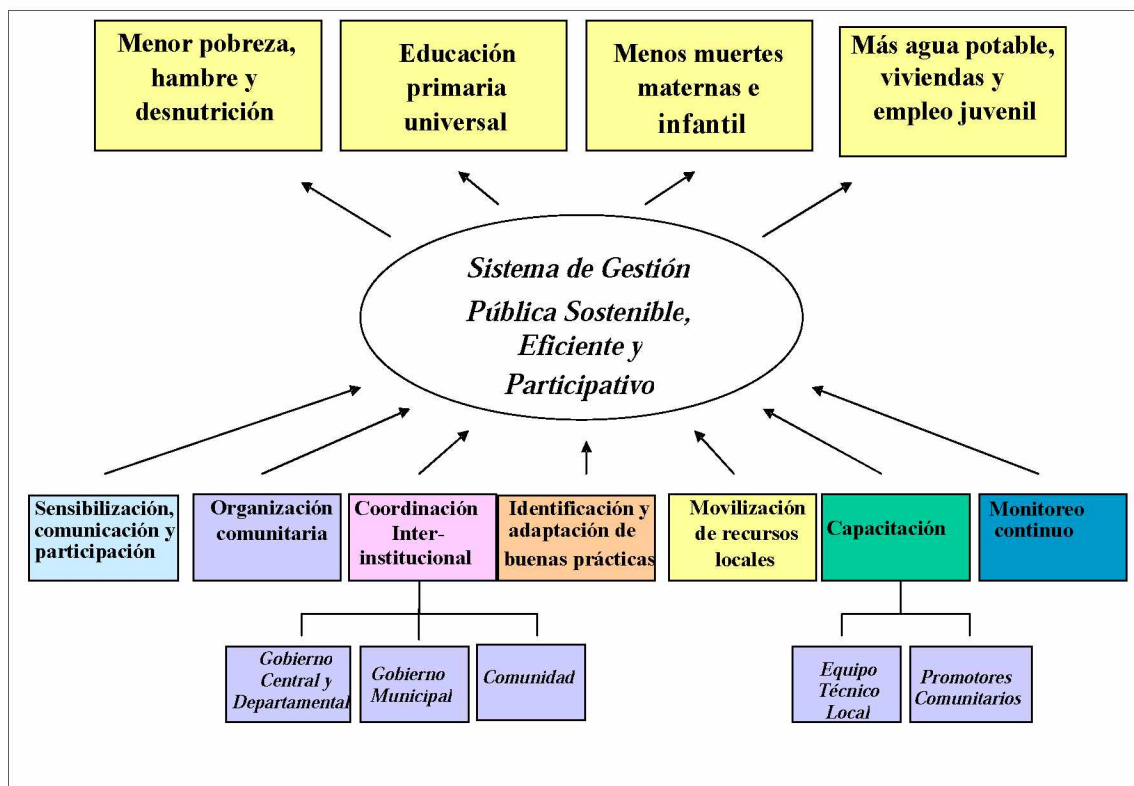 Menor pobreza,
hambre y
desnutrición
Educación
primaria
universal
Menos muertes
maternas e
infantil
Más agua potable,
viviendas y
empleo juvenil
Sistema de Gestión
Pública Sostenible,
Eficiente y
Participativo
Sensibilización,
comunicación y
participación
Organización
comunitaria
Coordinación
Inter-
institucional
Identificación y
adaptación de
buenas prácticas
Movilización
de recursos
locales
Capacitación
Monitoreo
continuo
Gobierno
Central y
Departamental
Gobierno
Municipal
Comunidad
Equipo
Técnico
Local
Promotores
Comunitarios